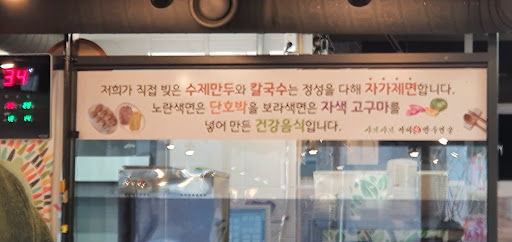 34
저희가 직접 빚은 수제만두와 칼국수는 정성을 다해 자가제면합니다.
노란색면은 단호박을 보라색면은 자색 고구마를
넣어 만든 건강음식입니다.